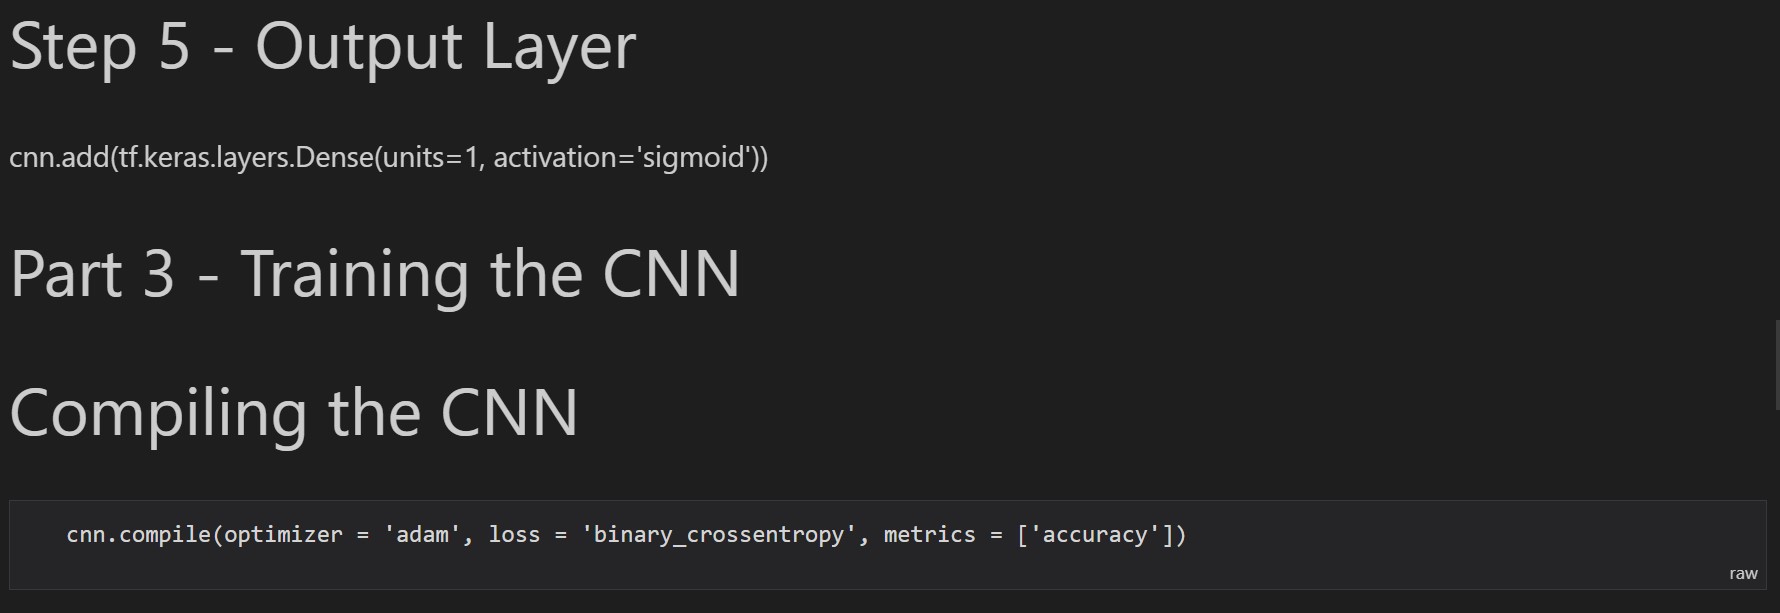 Step 5 - Output Layer
cnn.add(tf.keras.layers.Dense(units=1, activation='sigmoid'))
Part 3 - Training the CNN
Compiling the CNN
cnn.compile(optimizer = 'adam', loss = 'binary_crossentropy', metrics = ['accuracy'])
raw